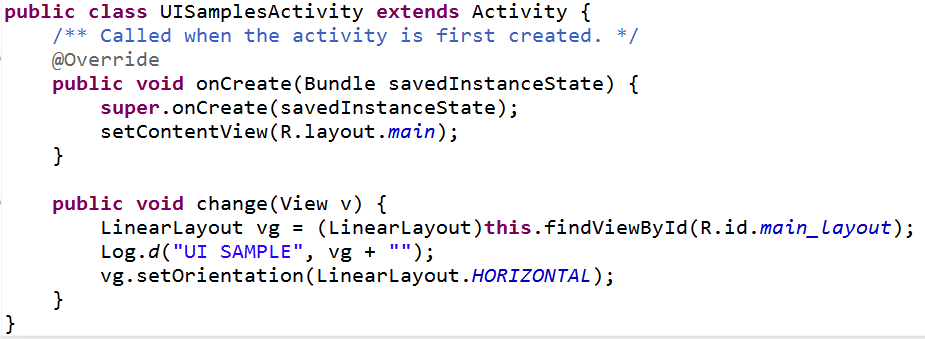 public class UISamplesActivity extends Activity {
    /** Called when the activity is first created. */
    @Override
    public void onCreate(Bundle savedInstanceState) {
        super.onCreate(savedInstanceState);
        setContentView(R.layout.main);
    }

    public void change(View v) {
        LinearLayout vg = (LinearLayout)this.findViewById(R.id.main_layout);
        Log.d("UI SAMPLE", vg + "");
        vg.setOrientation(LinearLayout.HORIZONTAL);
    }
}